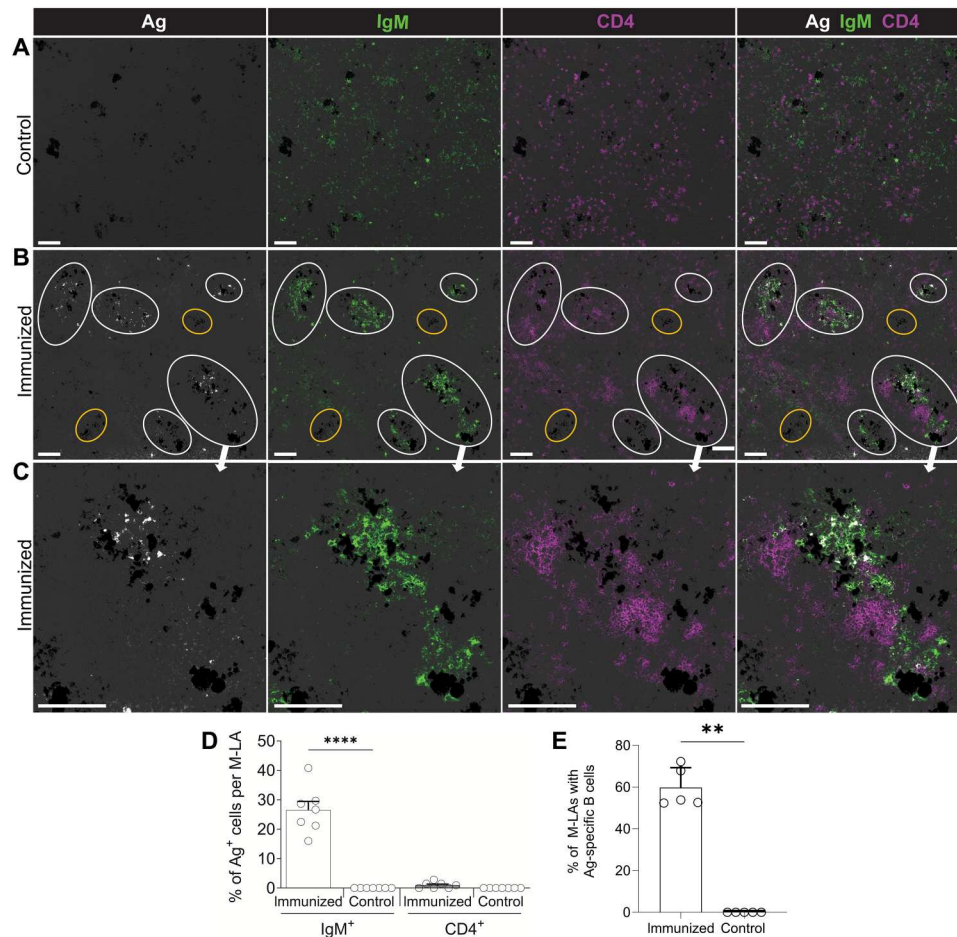 Ag IgM CD4 Ag IgM CD4
A
Control
B
Immunized
C
Immunized
D
% of Ag+ cells per M-LA
50
40
30
20
10
0
****
Immunized Control Immunized Control
IgM+ CD4+
E
% of M-LAs with
Ag-specific B cells
80
60
40
20
0
**
Immunized Control